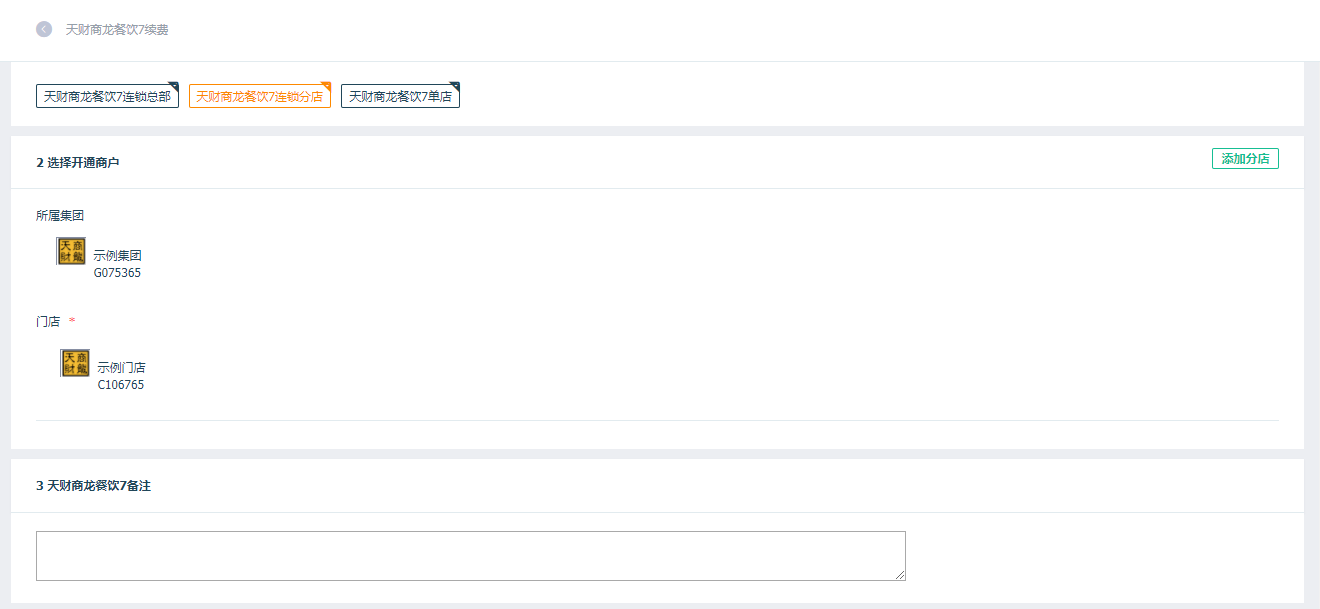 天财商龙餐饮7续费
天财商龙餐饮7连锁总部 天财商龙餐饮7连锁分店 天财商龙餐饮7单店
2 选择开通商户 添加分店
所属集团
天商
财龍
示例集团
G075365
门店 *
天商
财龍
示例门店
C106765
3 天财商龙餐饮7备注